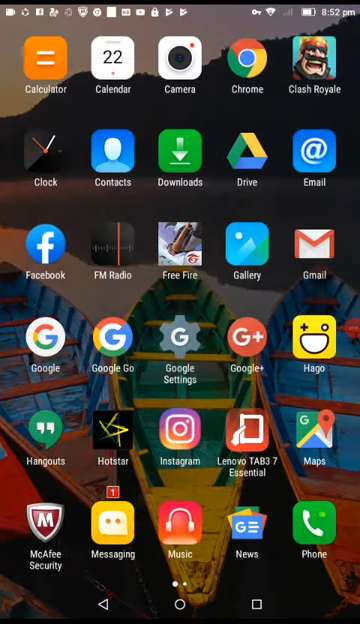 8:52 pm
22
Calculator
Calendar
Camera
Chrome
Clash Royale
Clock
Contacts
Downloads
Drive
Email
Facebook
FM Radio
Free Fire
Gallery
Gmail
Google
Google Go
Google
Settings
Google+
Hago
Hangouts
Hotstar
Instagram
Lenovo TAB3 7
Essential
Maps
1
McAfee
Security
Messaging
Music
News
Phone